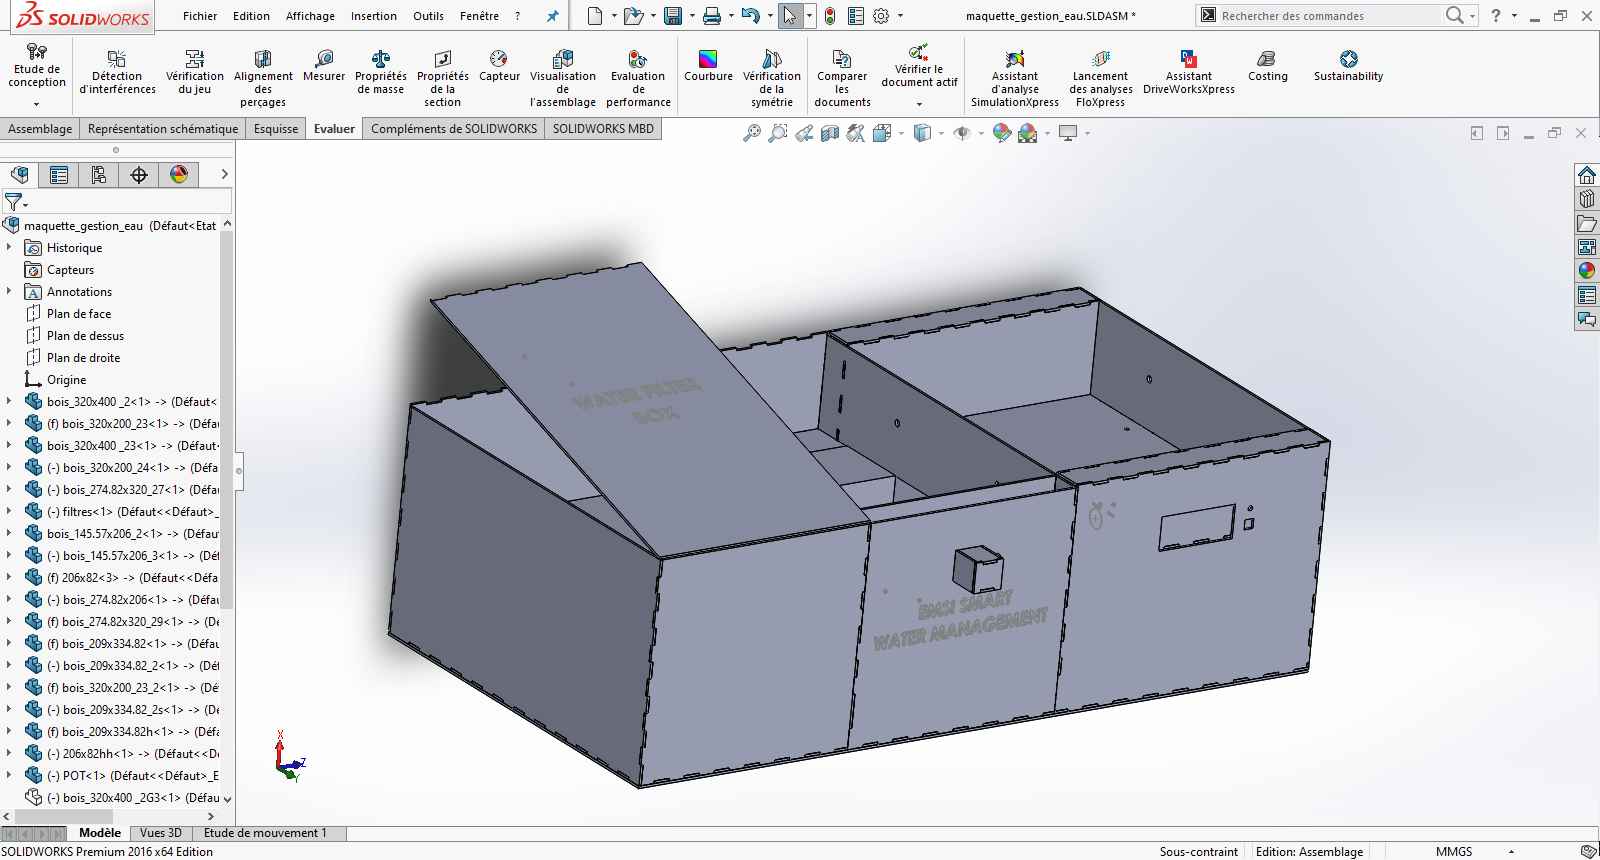 SOLIDWORKS
Fichier Edition Affichage Insertion Outils Fenêtre ?
maquette_gestion_eau.SLDASM *
Rechercher des commandes
?
Etude de conception
Détection d'interférences
Vérification du jeu
Alignement des perçages
Mesurer
Propriétés de masse
Propriétés de la section
Capteur
Visualisation de l'assemblage
Evaluation de performance
Courbure
Vérification de la symétrie
Comparer les documents
Vérifier le document actif
Assistant d'analyse SimulationXpress
Lancement des analyses FloXpress
Assistant DriveWorksXpress
Costing
Sustainability
Assemblage Représentation schématique Esquisse Evaluer Compléments de SOLIDWORKS SOLIDWORKS MBD
maquette_gestion_eau (Défaut<Etat
Historique
Capteurs
Annotations
Plan de face
Plan de dessus
Plan de droite
Origine
bois_320x400 _2<1> -> (Défaut<
(f) bois_320x200_23<1> -> (Défau
bois_320x400 _23<1> -> (Défaut
(-) bois_320x200_24<1> -> (Défa
(-) bois_274.82x320_27<1> (Défau
(-) filtres<1> (Défaut<<Défaut>_
bois_145.57x206_2<1> -> (Défau
(-) bois_145.57x206_3<1> -> (Déf
(f) 206x82<3> -> (Défaut<<Défa
(-) bois_274.82x206<1> -> (Défau
(f) bois_274.82x320_29<1> -> (De
(f) bois_209x334.82<1> -> (Défau
(-) bois_209x334.82_2<1> -> (Déf
(f) bois_320x200_23_2<1> -> (De
(-) bois_209x334.82_2s<1> -> (De
(f) bois_209x334.82h<1> -> (Défa
(-) 206x82hh<1> -> (Défaut<<De
(-) POT<1> (Défaut<<Défaut>_E
(-) bois_320x400 _2G3<1> (Défau
WATER FILTER
BOX
EMSI SMART
WATER MANAGEMENT
X
Z
Y
Modèle Vues 3D Etude de mouvement 1
SOLIDWORKS Premium 2016 x64 Edition
Sous-contraint Edition: Assemblage MMGS